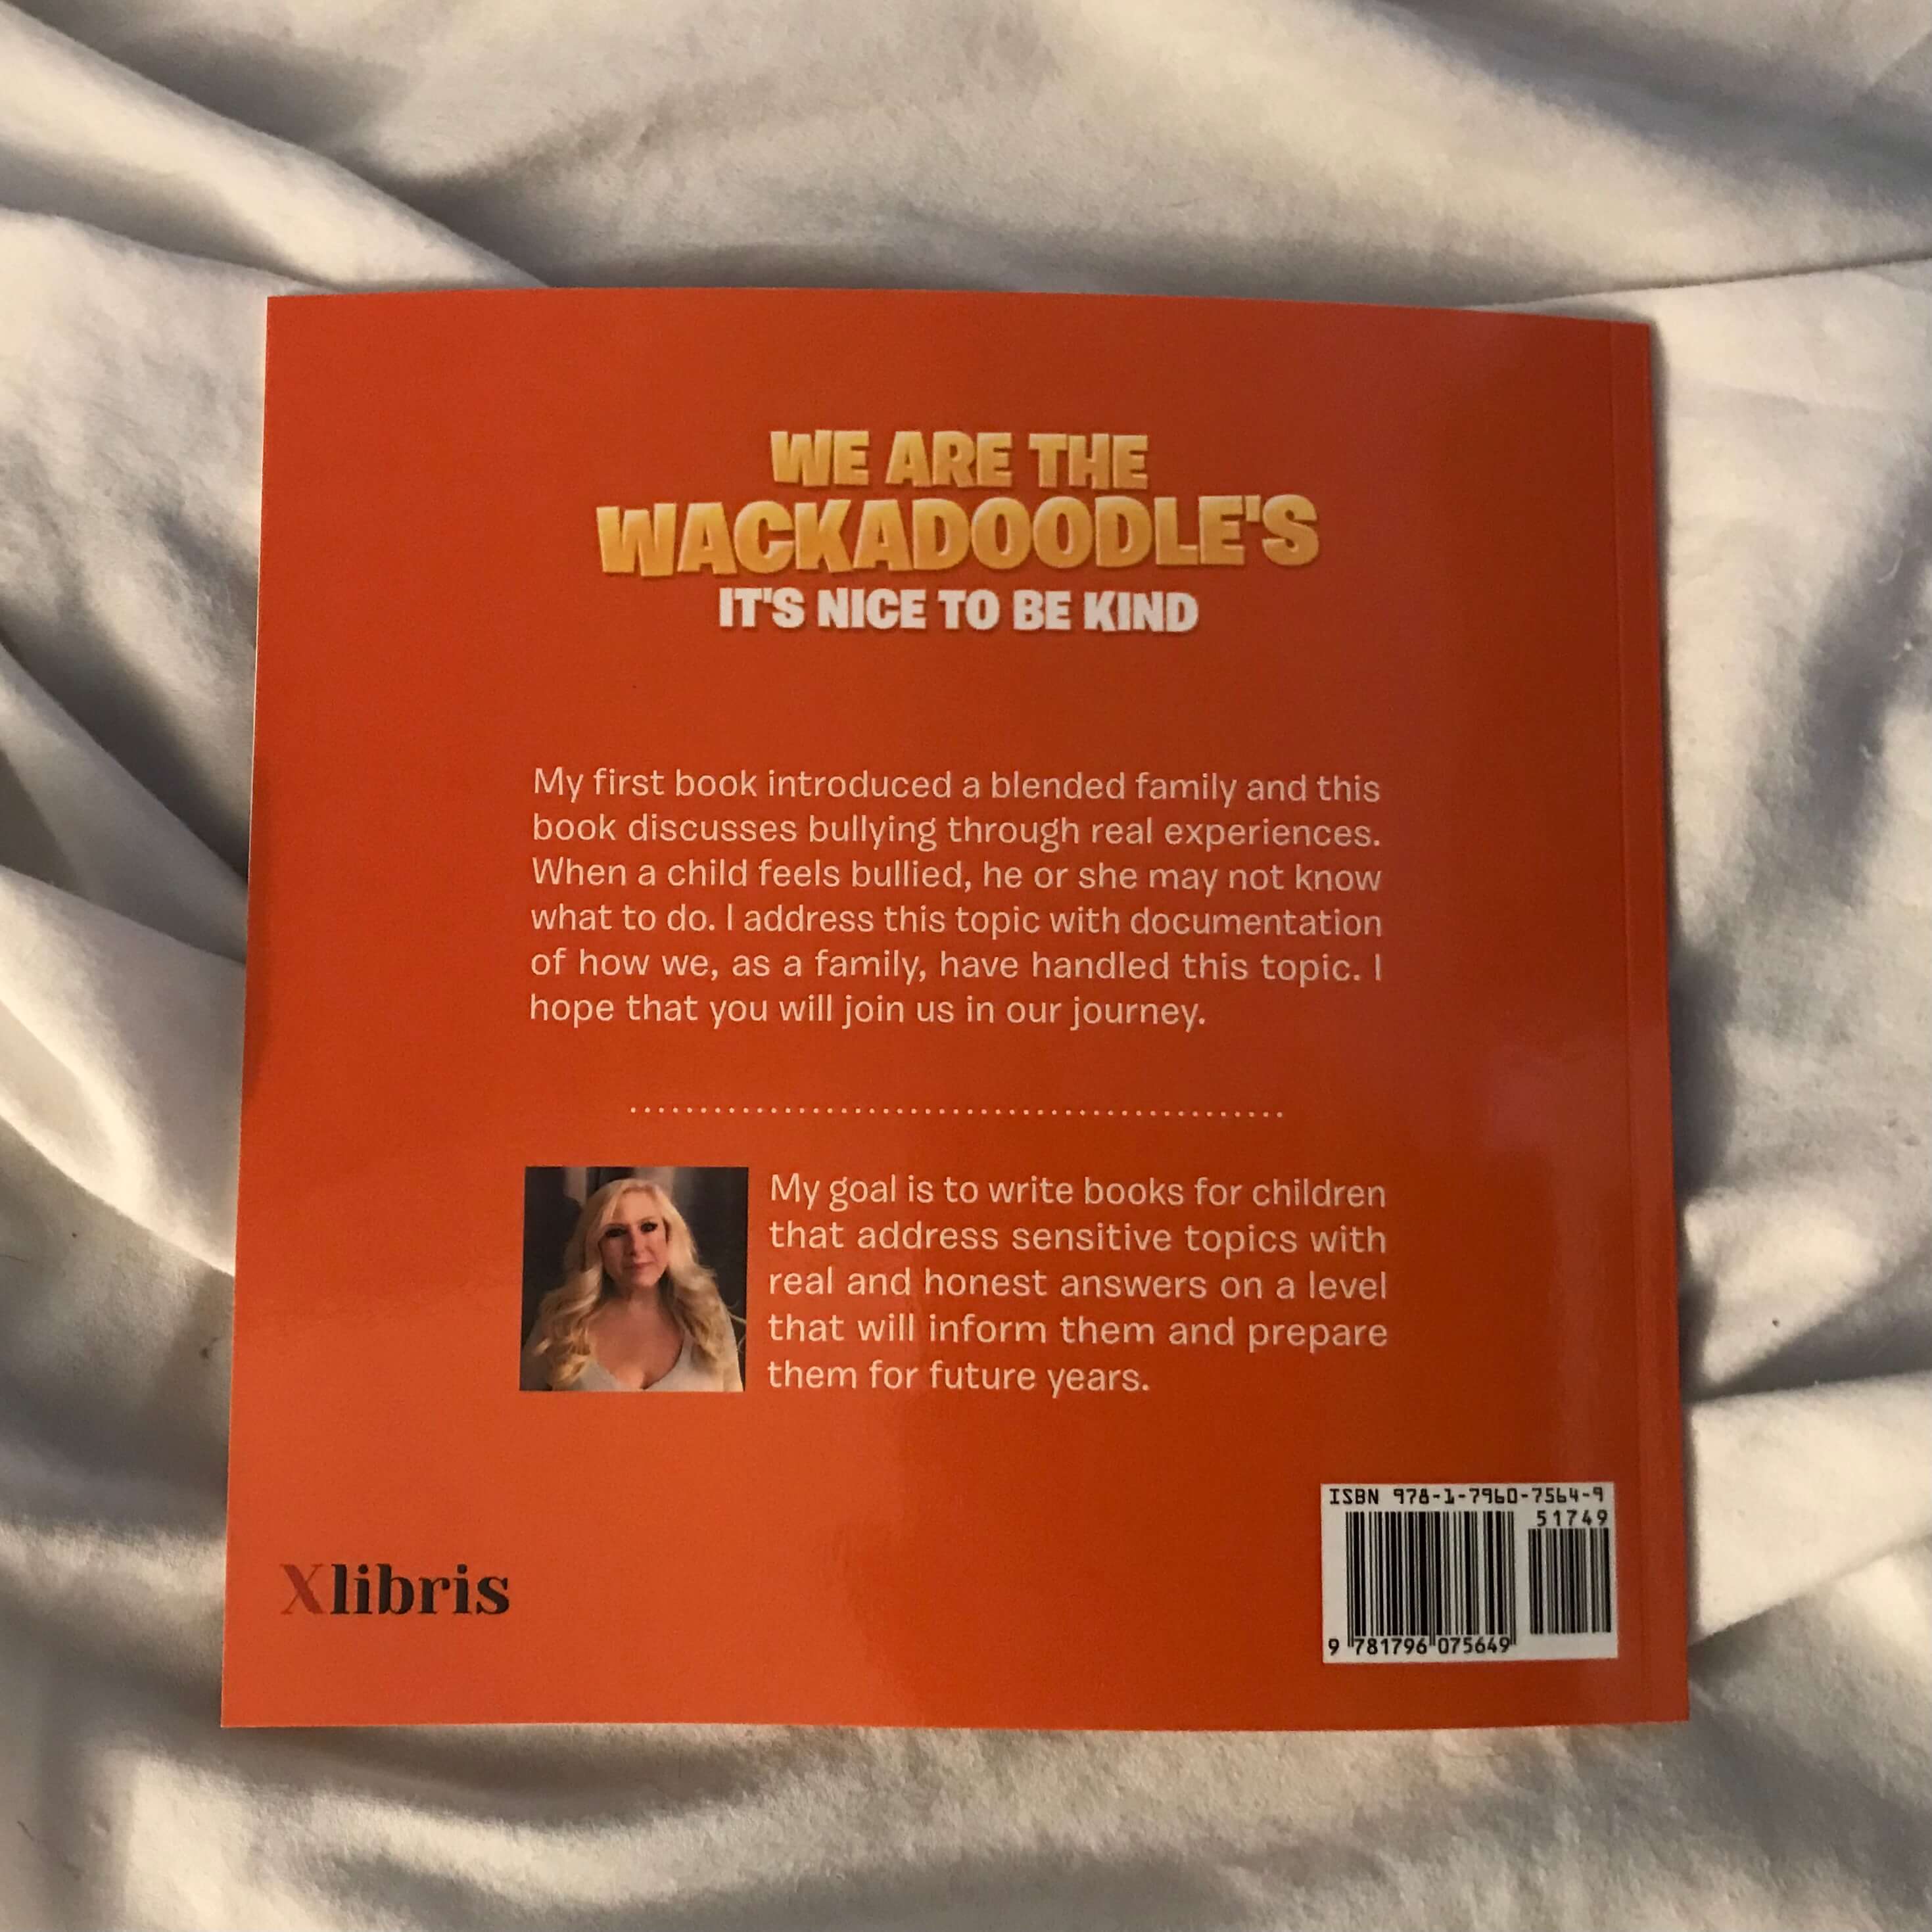 WE ARE THE
WACKADOODLE'S
IT'S NICE TO BE KIND
My first book introduced a blended family and this
book discusses bullying through real experiences.
When a child feels bullied, he or she may not know
what to do. I address this topic with documentation
of how we, as a family, have handled this topic. I
hope that you will join us in our journey.
My goal is to write books for children
that address sensitive topics with
real and honest answers on a level
that will inform them and prepare
them for future years.
Xlibris
ISBN 978-1-7960-7564-9
51749
9 781796 075649